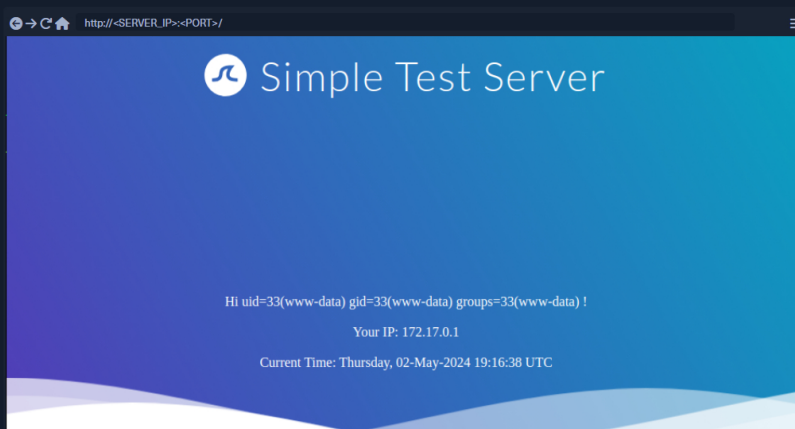 http://<SERVER_IP>:<PORT>/
Simple Test Server
Hi uid=33(www-data) gid=33(www-data) groups=33(www-data) !
Your IP: 172.17.0.1
Current Time: Thursday, 02-May-2024 19:16:38 UTC